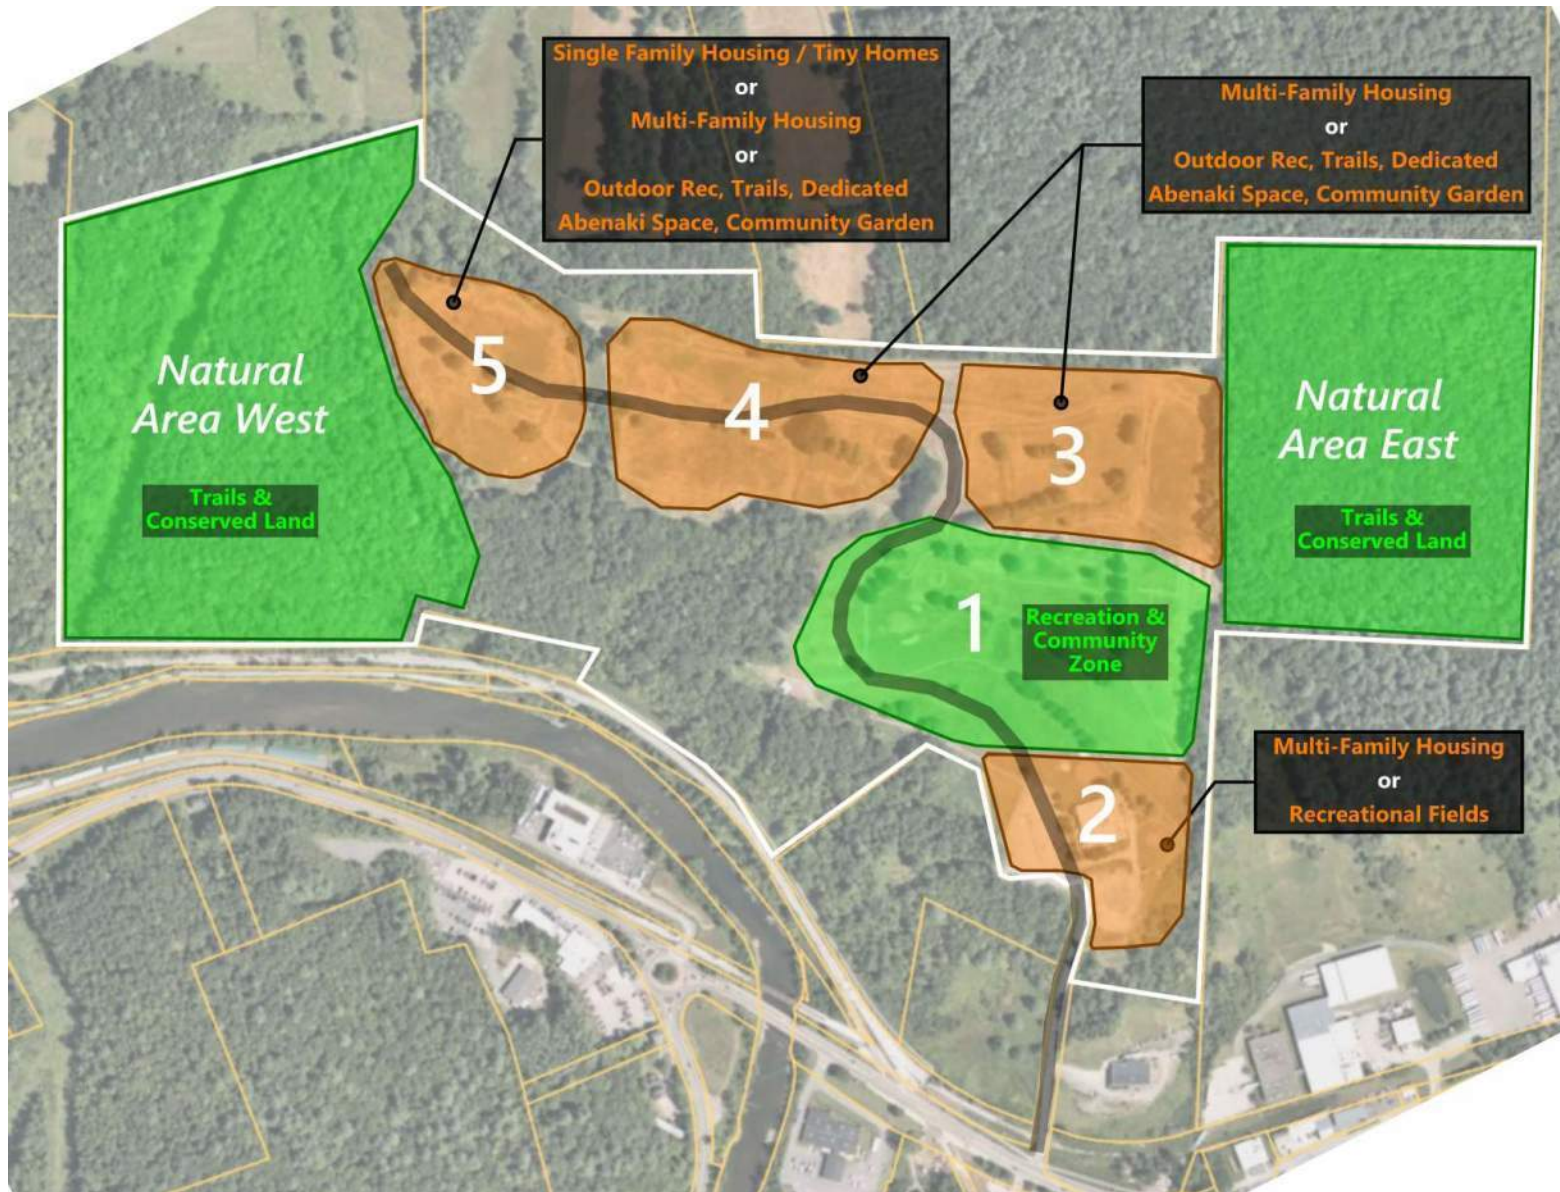 Single Family Housing / Tiny Homes
or
Multi-Family Housing
or
Outdoor Rec, Trails, Dedicated
Abenaki Space, Community Garden
Multi-Family Housing
or
Outdoor Rec, Trails, Dedicated
Abenaki Space, Community Garden
Natural
Area West
Trails &
Conserved Land
5
4
3
Natural
Area East
Trails &
Conserved Land
1
Recreation &
Community
Zone
2
Multi-Family Housing
or
Recreational Fields